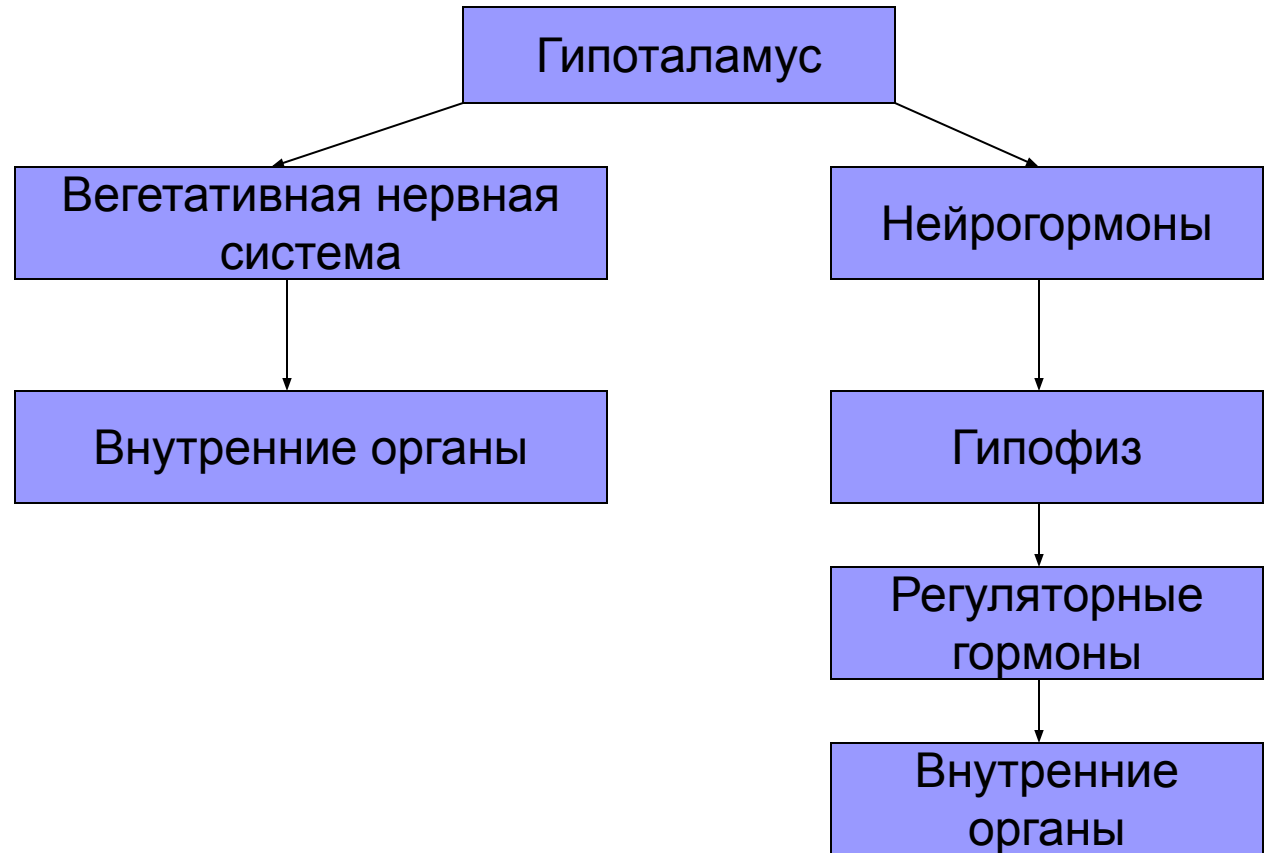 Гипоталамус
Вегетативная нервная
система
Нейрогормоны
Внутренние органы
Гипофиз
Регуляторные
гормоны
Внутренние
органы